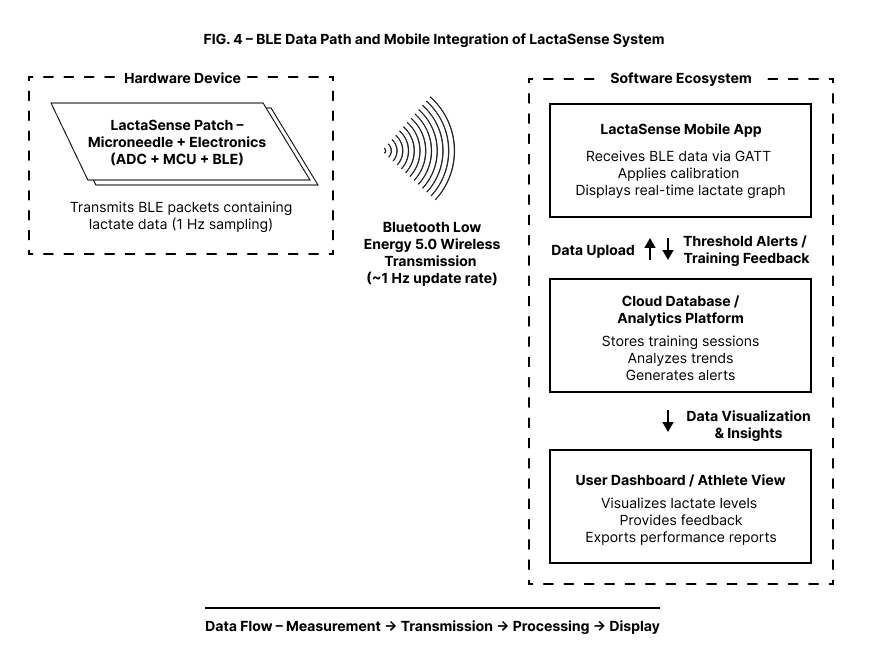 FIG. 4 – BLE Data Path and Mobile Integration of LactaSense System
Hardware Device
LactaSense Patch –
Microneedle + Electronics
(ADC + MCU + BLE)
Transmits BLE packets containing
lactate data (1 Hz sampling)
Bluetooth Low
Energy 5.0 Wireless
Transmission
(~1 Hz update rate)
Software Ecosystem
LactaSense Mobile App
Receives BLE data via GATT
Applies calibration
Displays real-time lactate graph
Data Upload
Threshold Alerts /
Training Feedback
Cloud Database /
Analytics Platform
Stores training sessions
Analyzes trends
Generates alerts
Data Visualization
& Insights
User Dashboard / Athlete View
Visualizes lactate levels
Provides feedback
Exports performance reports
Data Flow – Measurement → Transmission → Processing → Display